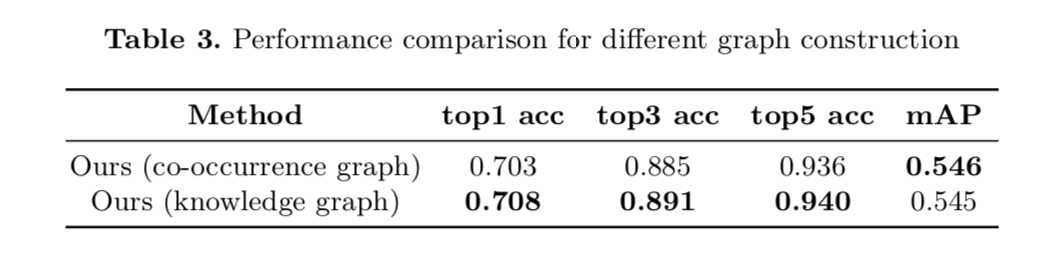 Table 3. Performance comparison for different graph construction
Method top1 acc top3 acc top5 acc mAP
Ours (co-occurrence graph) 0.703 0.885 0.936 0.546
Ours (knowledge graph) 0.708 0.891 0.940 0.545